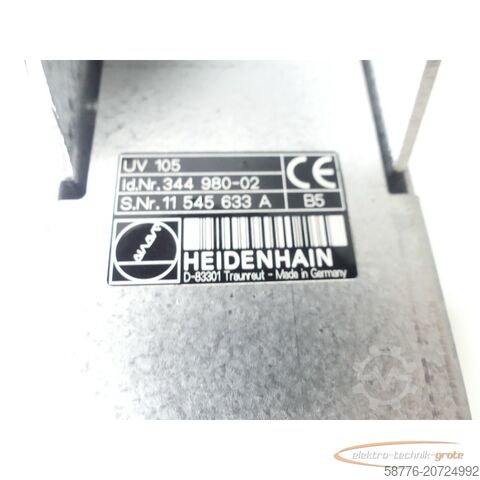 UV 105
Id.Nr. 344 980-02
S.Nr. 11 545 633 A
CE
B5
HEIDENHAIN
D-83301 Traunreut - Made in Germany
elektro-technik-grote
58776-20724992